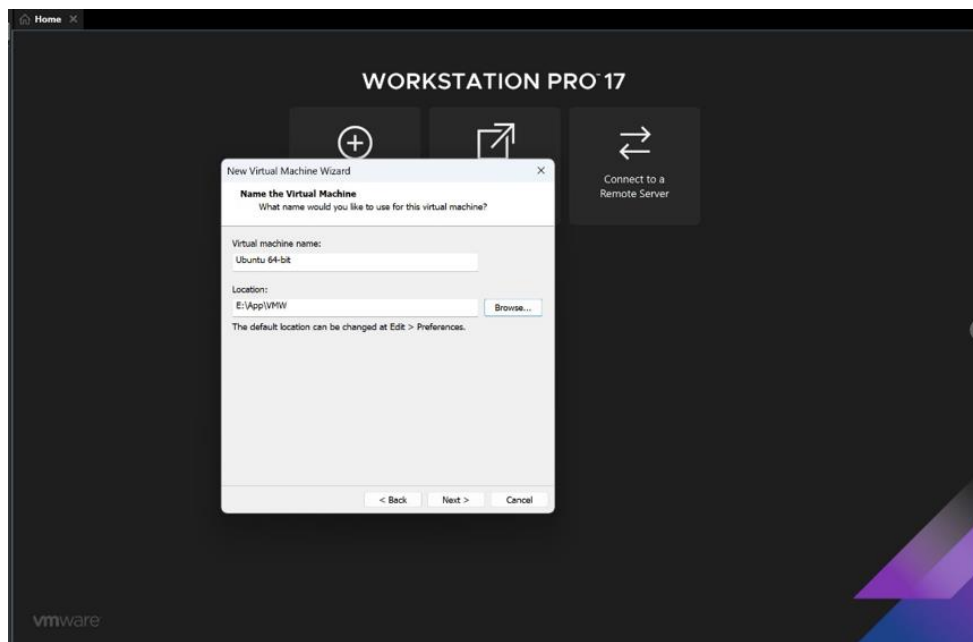 Home
WORKSTATION PRO™ 17
Connect to a
Remote Server
New Virtual Machine Wizard
Name the Virtual Machine
What name would you like to use for this virtual machine?
Virtual machine name:
Ubuntu 64-bit
Location:
E:\App\VMW
Browse...
The default location can be changed at Edit > Preferences.
< Back
Next >
Cancel
vmware